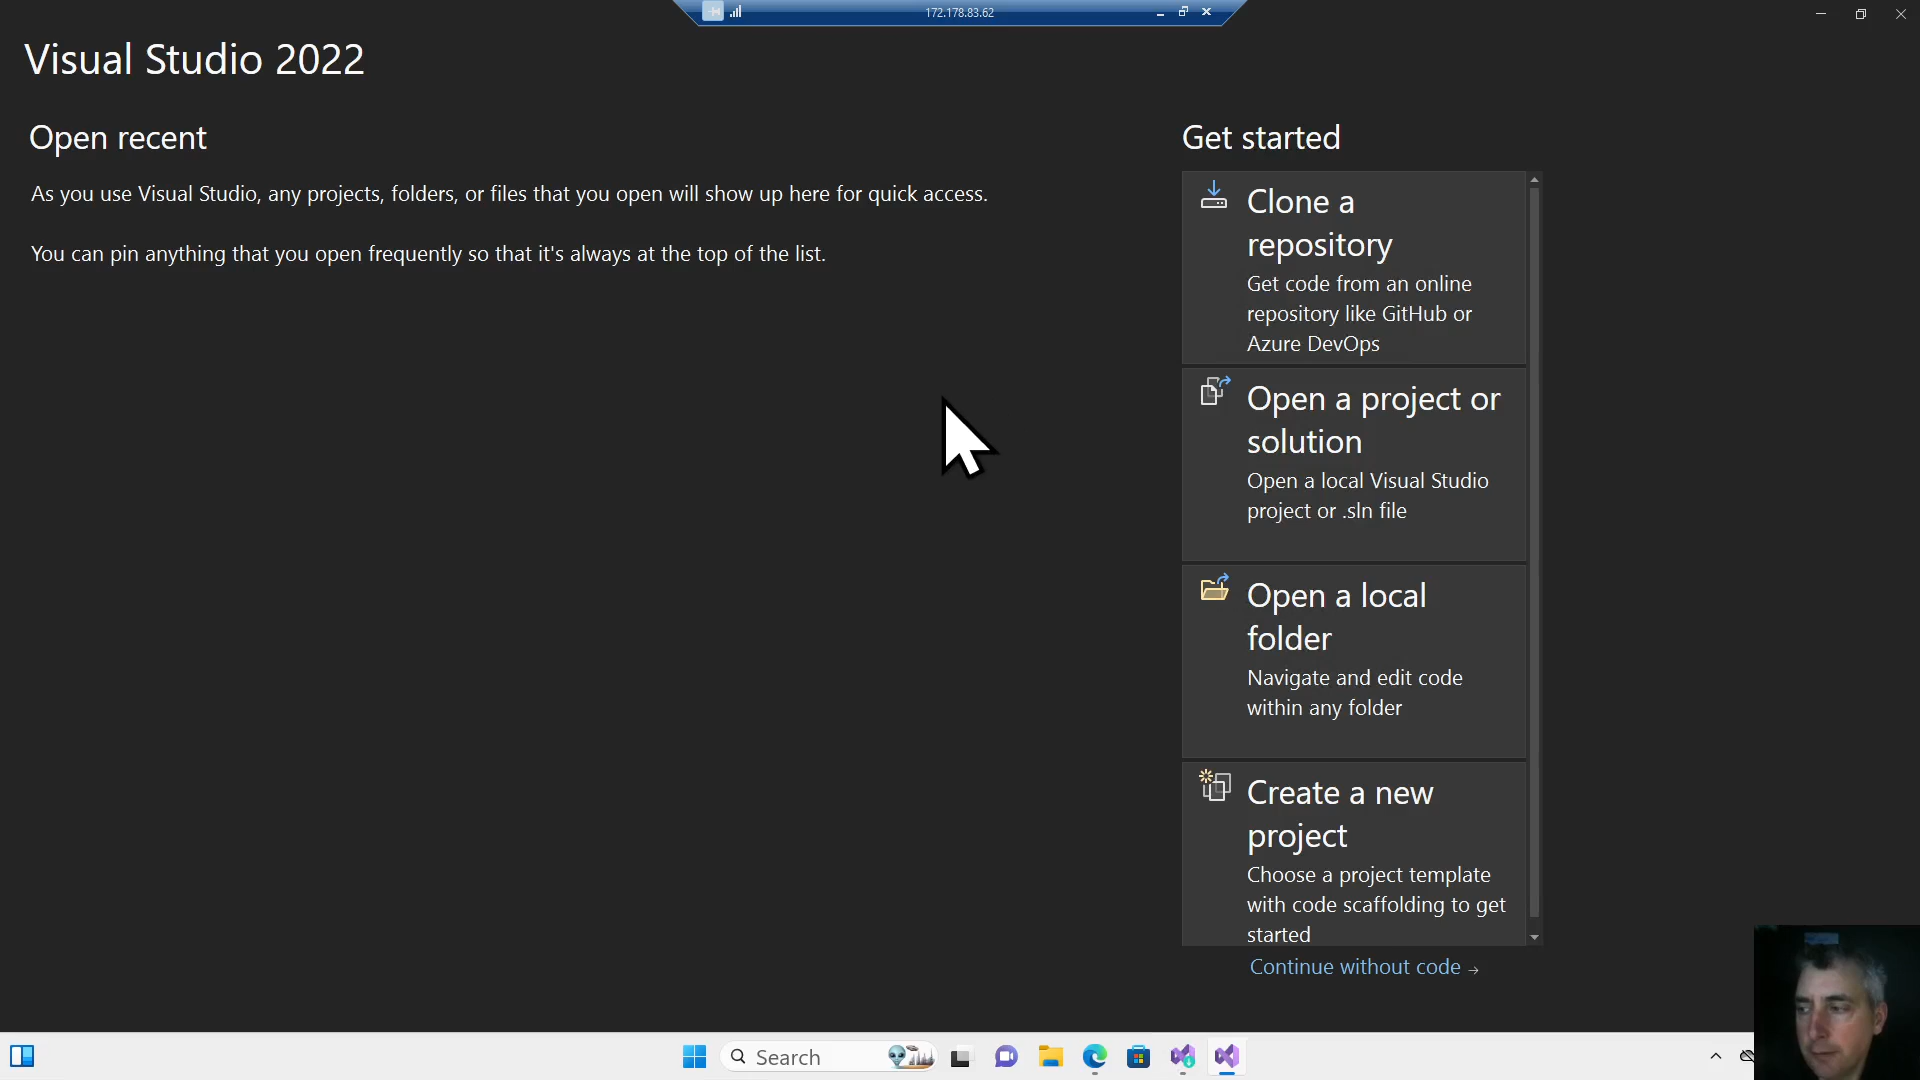 172.178.83.62
Visual Studio 2022
Open recent
As you use Visual Studio, any projects, folders, or files that you open will show up here for quick access.
You can pin anything that you open frequently so that it's always at the top of the list.
Get started
Clone a
repository
Get code from an online
repository like GitHub or
Azure DevOps
Open a project or
solution
Open a local Visual Studio
project or .sln file
Open a local
folder
Navigate and edit code
within any folder
Create a new
project
Choose a project template
with code scaffolding to get
started
Continue without code →
Search